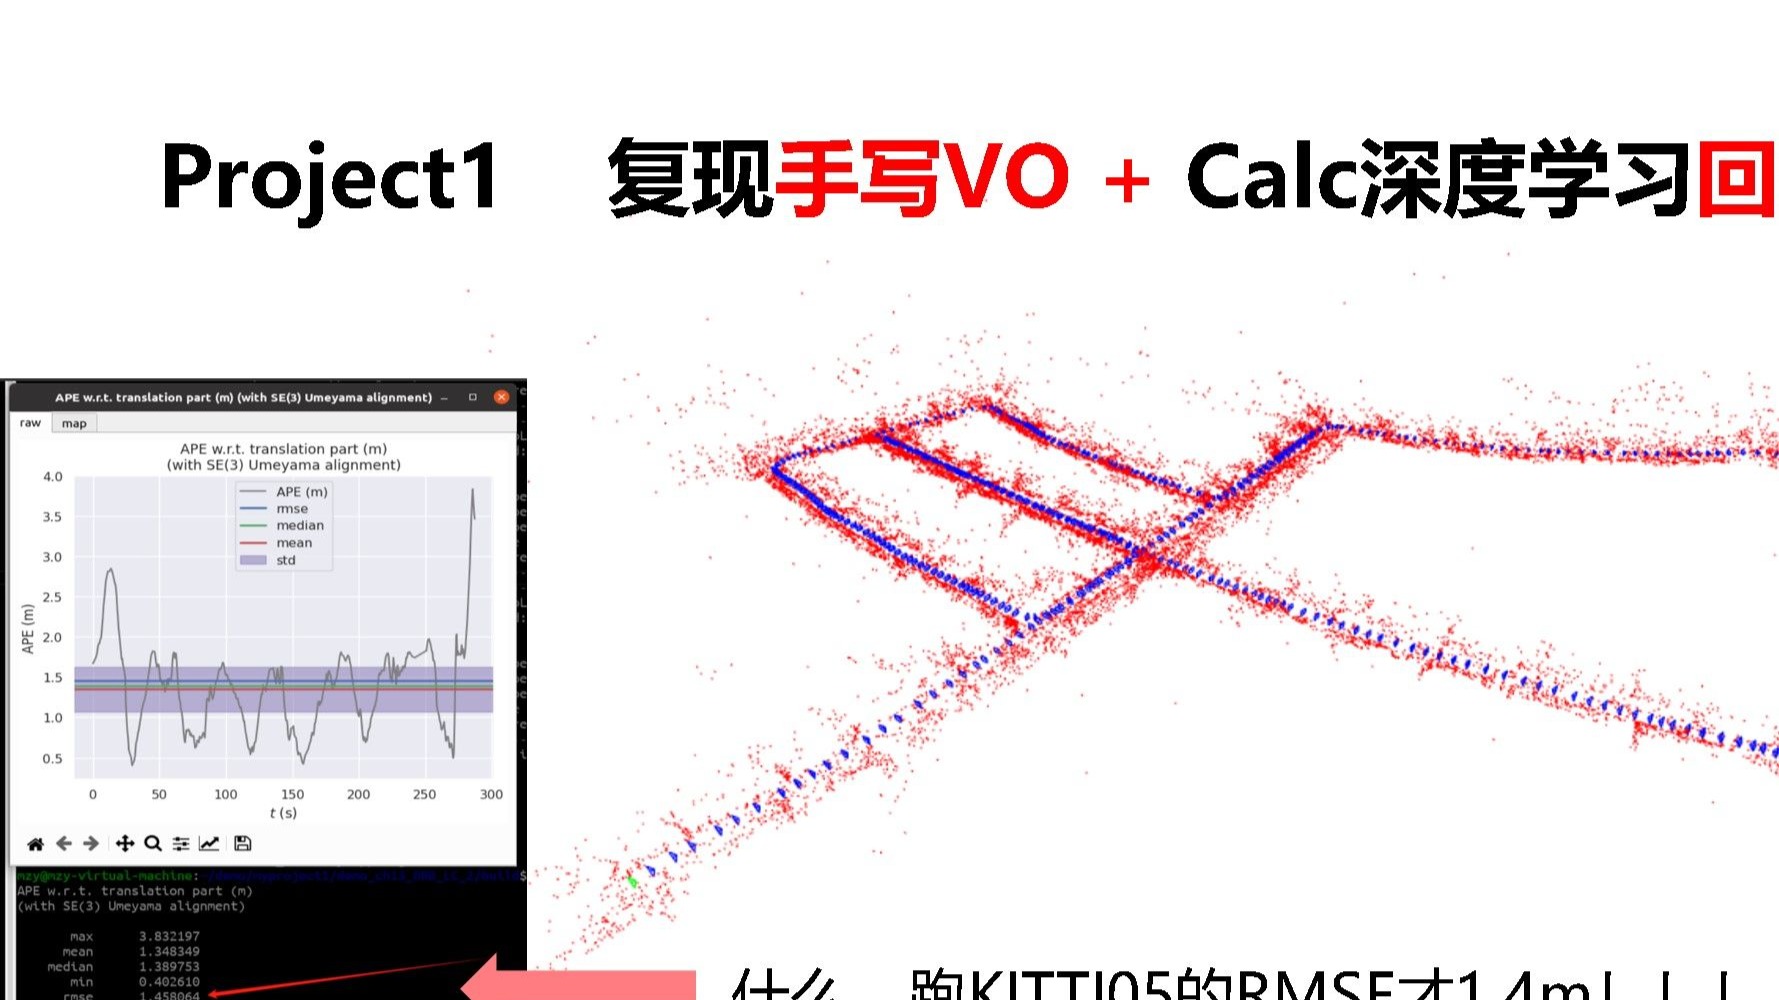 Project1 复现手写VO + Calc深度学习回
APE w.r.t. translation part (m) (with SE(3) Umeyama alignment)
raw map
APE w.r.t. translation part (m)
(with SE(3) Umeyama alignment)
APE (m)
rmse
median
mean
std
4.0
3.5
3.0
2.5
2.0
1.5
1.0
0.5
APE (m)
0 50 100 150 200 250 300
t (s)
APE w.r.t. translation part (m)
(with SE(3) Umeyama alignment)
max 3.832197
mean 1.348349
median 1.389753
min 0.402610
rmse 1.458064
什么 跑KITTI05的RMSE才1.4m!!!